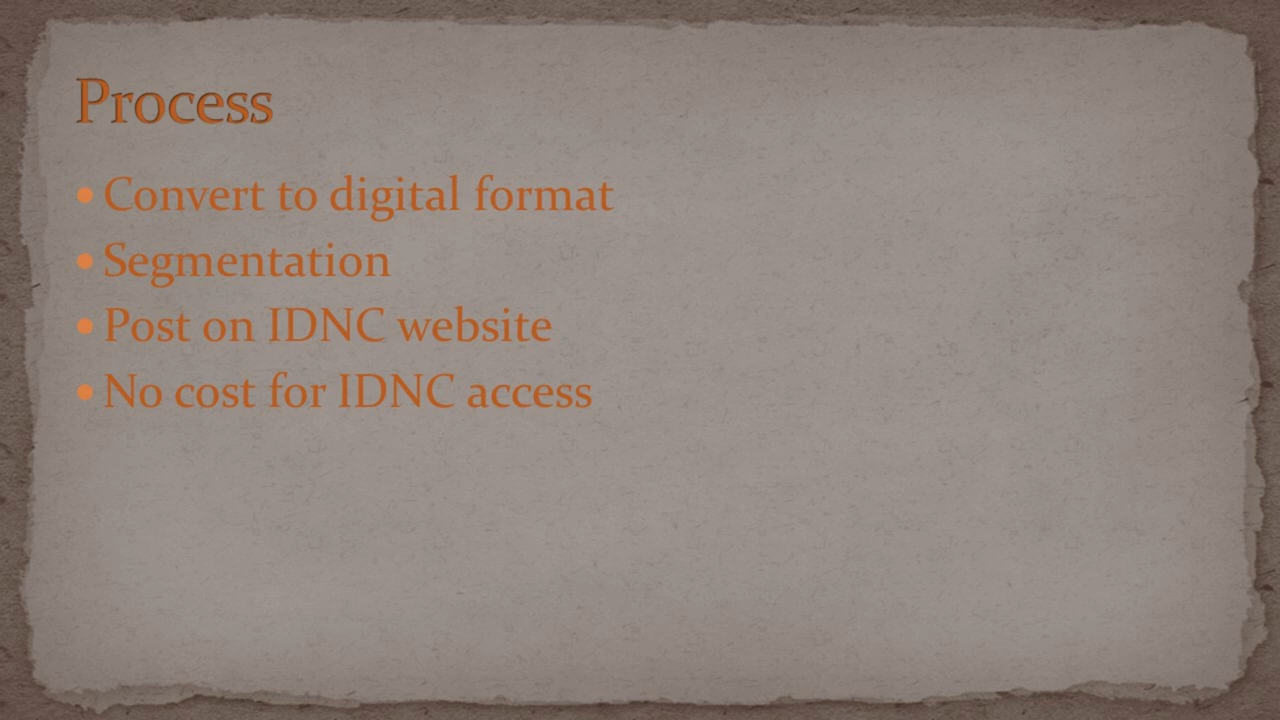 Process
• Convert to digital format
• Segmentation
• Post on IDNC website
• No cost for IDNC access